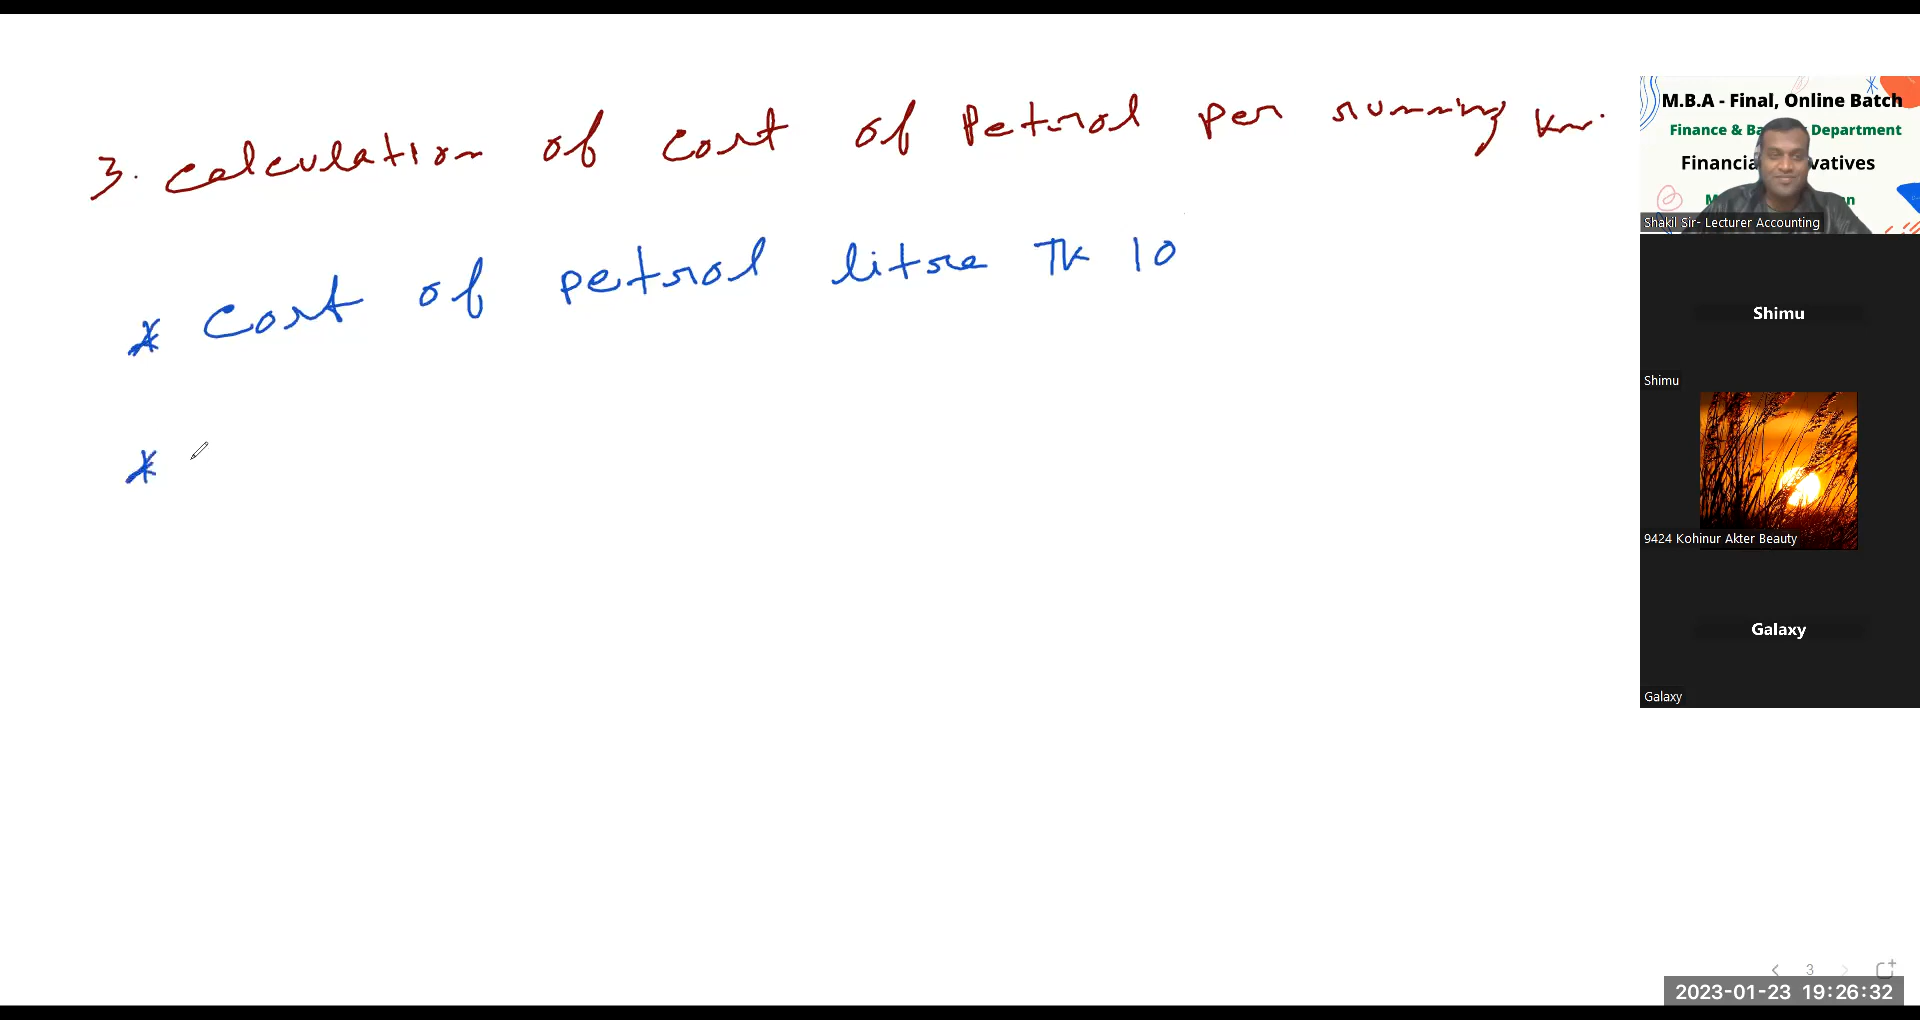 3. Calculation of cost of Petrol per running km.
* Cost of petrol litre Tk 10
*
M.B.A - Final, Online Batch
Finance & Ba Department
Financia vatives
M n
Shakil Sir- Lecturer Accounting
Shimu
Shimu
9424 Kohinur Akter Beauty
Galaxy
Galaxy
3
2023-01-23 19:26:32